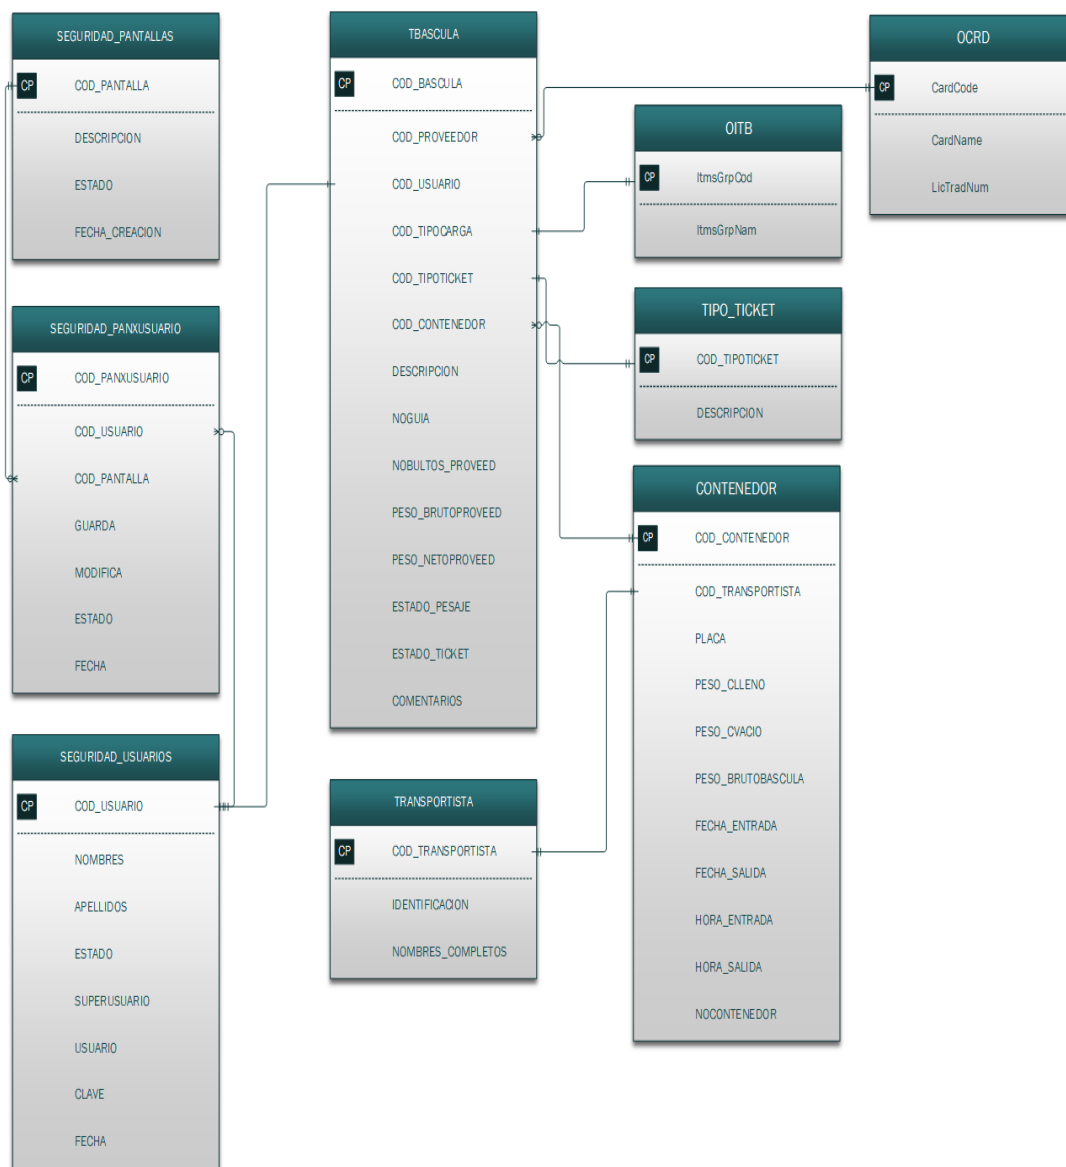 SEGURIDAD_PANTALLAS
CP COD_PANTALLA
DESCRIPCION
ESTADO
FECHA_CREACION
SEGURIDAD_PANXUSUARIO
CP COD_PANXUSUARIO
COD_USUARIO
COD_PANTALLA
GUARDA
MODIFICA
ESTADO
FECHA
SEGURIDAD_USUARIOS
CP COD_USUARIO
NOMBRES
APELLIDOS
ESTADO
SUPERUSUARIO
USUARIO
CLAVE
FECHA
TBASCULA
CP COD_BASCULA
COD_PROVEEDOR
COD_USUARIO
COD_TIPOCARGA
COD_TIPOTICKET
COD_CONTENEDOR
DESCRIPCION
NOGUIA
NOBULTOS_PROVEED
PESO_BRUTOPROVEED
PESO_NETOPROVEED
ESTADO_PESAJE
ESTADO_TICKET
COMENTARIOS
TRANSPORTISTA
CP COD_TRANSPORTISTA
IDENTIFICACION
NOMBRES_COMPLETOS
OITB
CP ItmsGrpCod
ItmsGrpNam
TIPO_TICKET
CP COD_TIPOTICKET
DESCRIPCION
CONTENEDOR
CP COD_CONTENEDOR
COD_TRANSPORTISTA
PLACA
PESO_CLLENO
PESO_CVACIO
PESO_BRUTOBASCULA
FECHA_ENTRADA
FECHA_SALIDA
HORA_ENTRADA
HORA_SALIDA
NOCONTENEDOR
OCRD
CP CardCode
CardName
LicTradNum